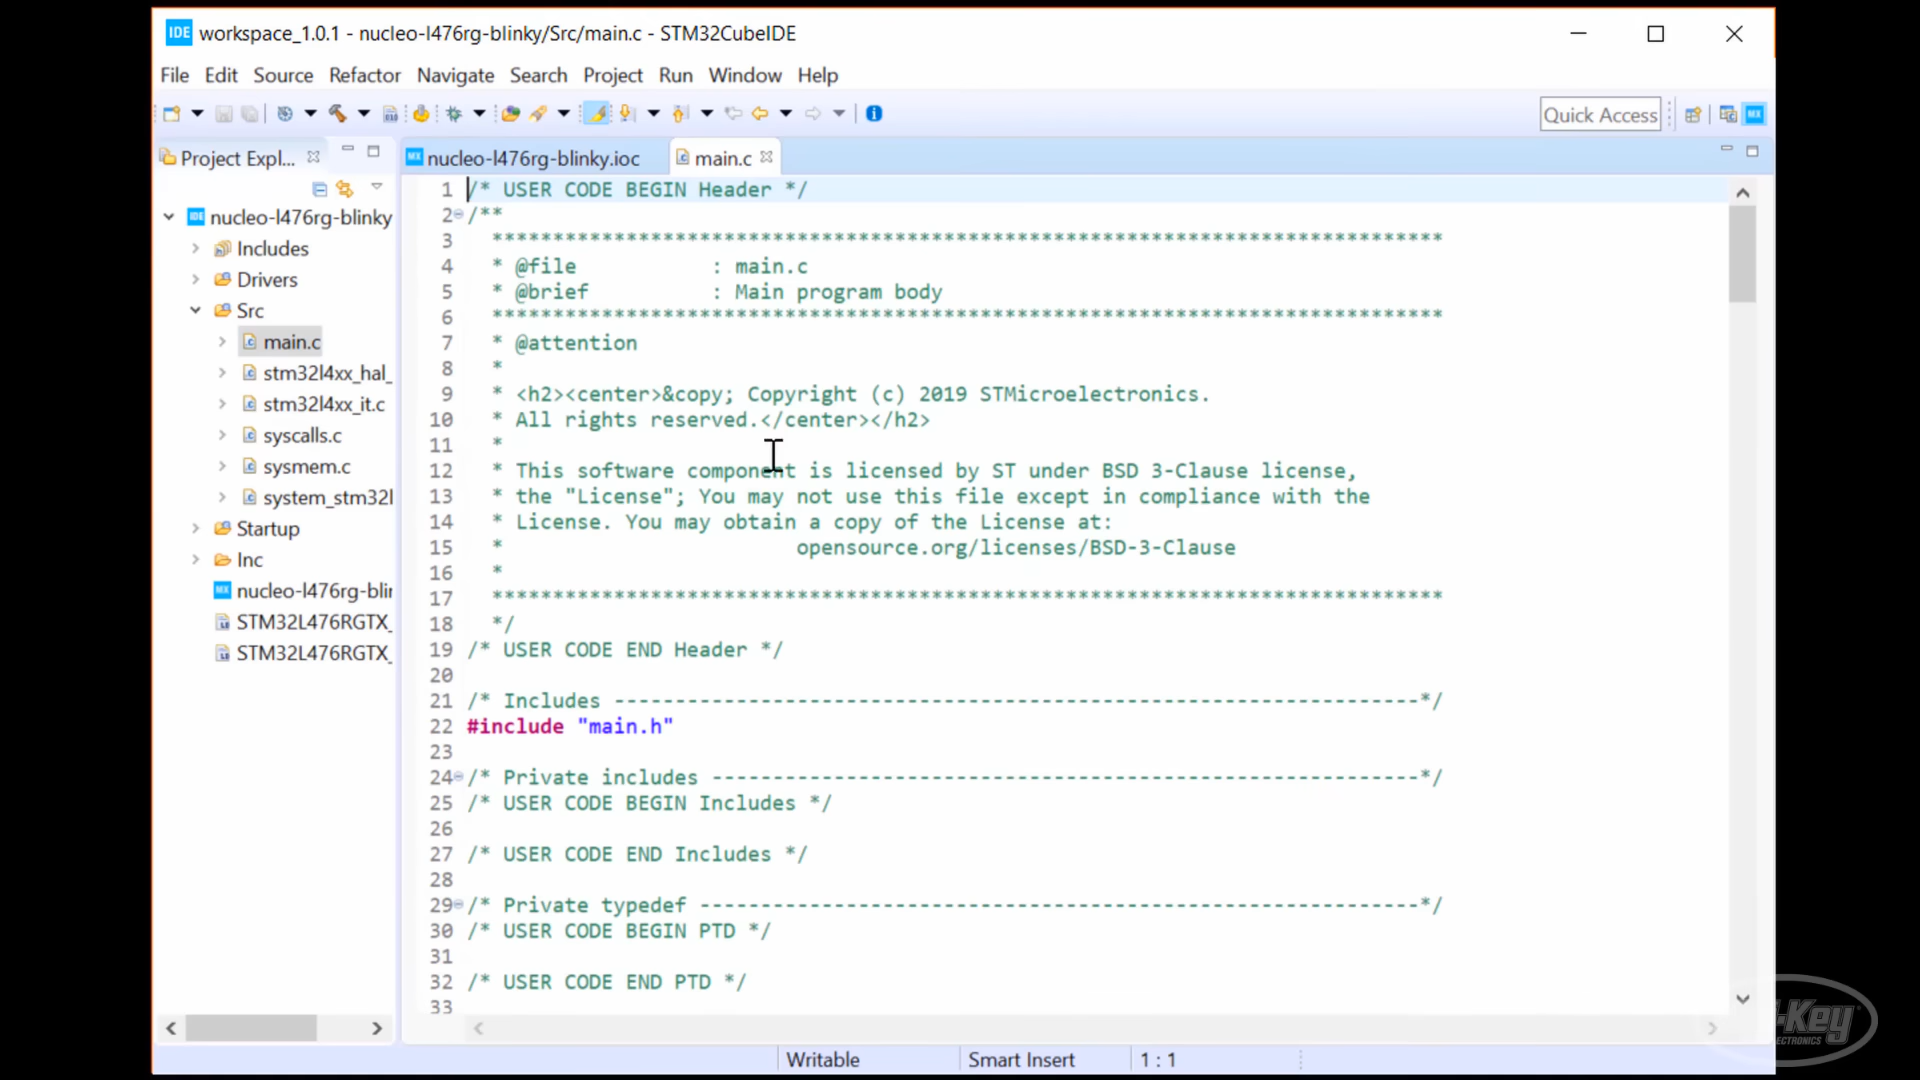 IDE workspace_1.0.1 - nucleo-l476rg-blinky/Src/main.c - STM32CubeIDE
File Edit Source Refactor Navigate Search Project Run Window Help
Quick Access
MX
Project Expl...
nucleo-l476rg-blinky
Includes
Drivers
Src
main.c
stm32l4xx_hal_
stm32l4xx_it.c
syscalls.c
sysmem.c
system_stm32l
Startup
Inc
nucleo-l476rg-blin
STM32L476RGTX_
STM32L476RGTX_
MX nucleo-l476rg-blinky.ioc main.c
1 /* USER CODE BEGIN Header */
2 /**
3 ******************************************************************************
4 * @file : main.c
5 * @brief : Main program body
6 ******************************************************************************
7 * @attention
8 *
9 * <h2><center>&copy; Copyright (c) 2019 STMicroelectronics.
10 * All rights reserved.</center></h2>
11 *
12 * This software component is licensed by ST under BSD 3-Clause license,
13 * the "License"; You may not use this file except in compliance with the
14 * License. You may obtain a copy of the License at:
15 * opensource.org/licenses/BSD-3-Clause
16 *
17 ******************************************************************************
18 */
19 /* USER CODE END Header */
20
21 /* Includes ------------------------------------------------------------------*/
22 #include "main.h"
23
24 /* Private includes ----------------------------------------------------------*/
25 /* USER CODE BEGIN Includes */
26
27 /* USER CODE END Includes */
28
29 /* Private typedef -----------------------------------------------------------*/
30 /* USER CODE BEGIN PTD */
31
32 /* USER CODE END PTD */
33
Writable Smart Insert 1 : 1
-Key
ELECTRONICS